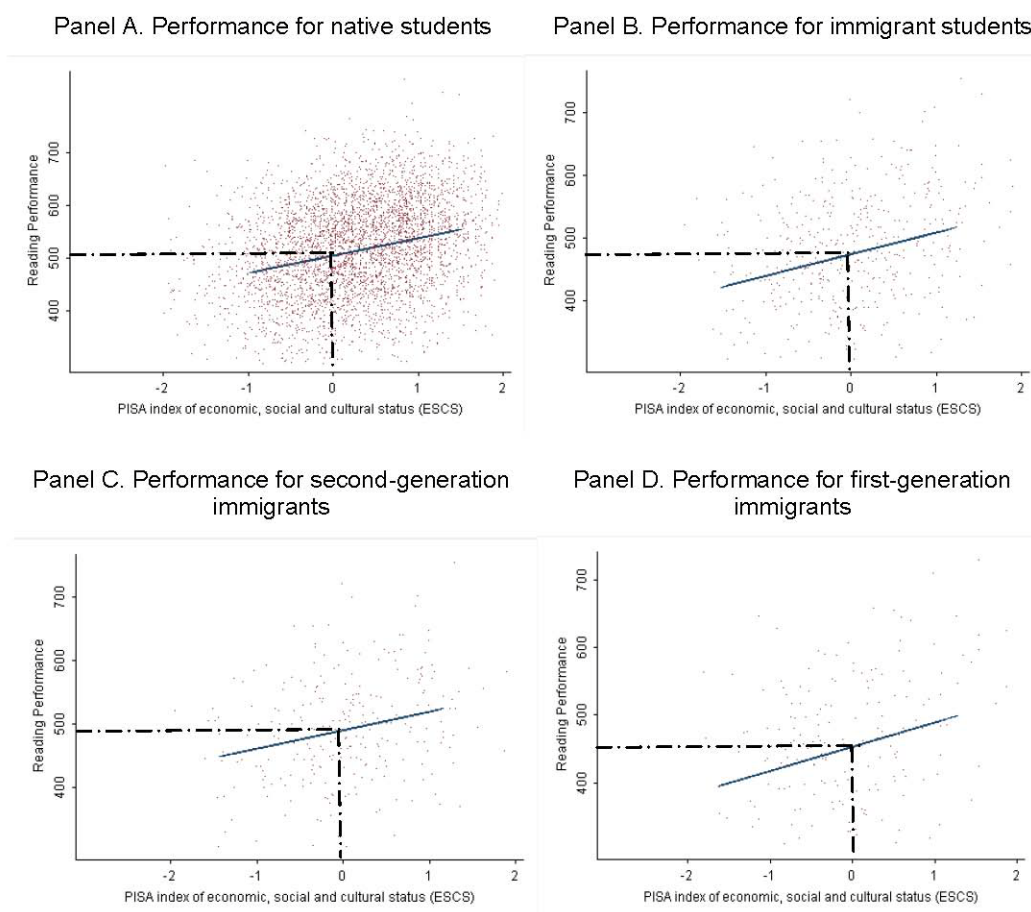 Panel A. Performance for native students
Panel B. Performance for immigrant students
Reading Performance
700
600
500
400
-2
-1
0
1
2
PISA index of economic, social and cultural status (ESCS)
Reading Performance
700
600
500
400
-2
-1
0
1
2
PISA index of economic, social and cultural status (ESCS)
Panel C. Performance for second-generation
immigrants
Panel D. Performance for first-generation
immigrants
Reading Performance
700
600
500
400
-2
-1
0
1
2
PISA index of economic, social and cultural status (ESCS)
Reading Performance
700
600
500
400
-2
-1
0
1
2
PISA index of economic, social and cultural status (ESCS)